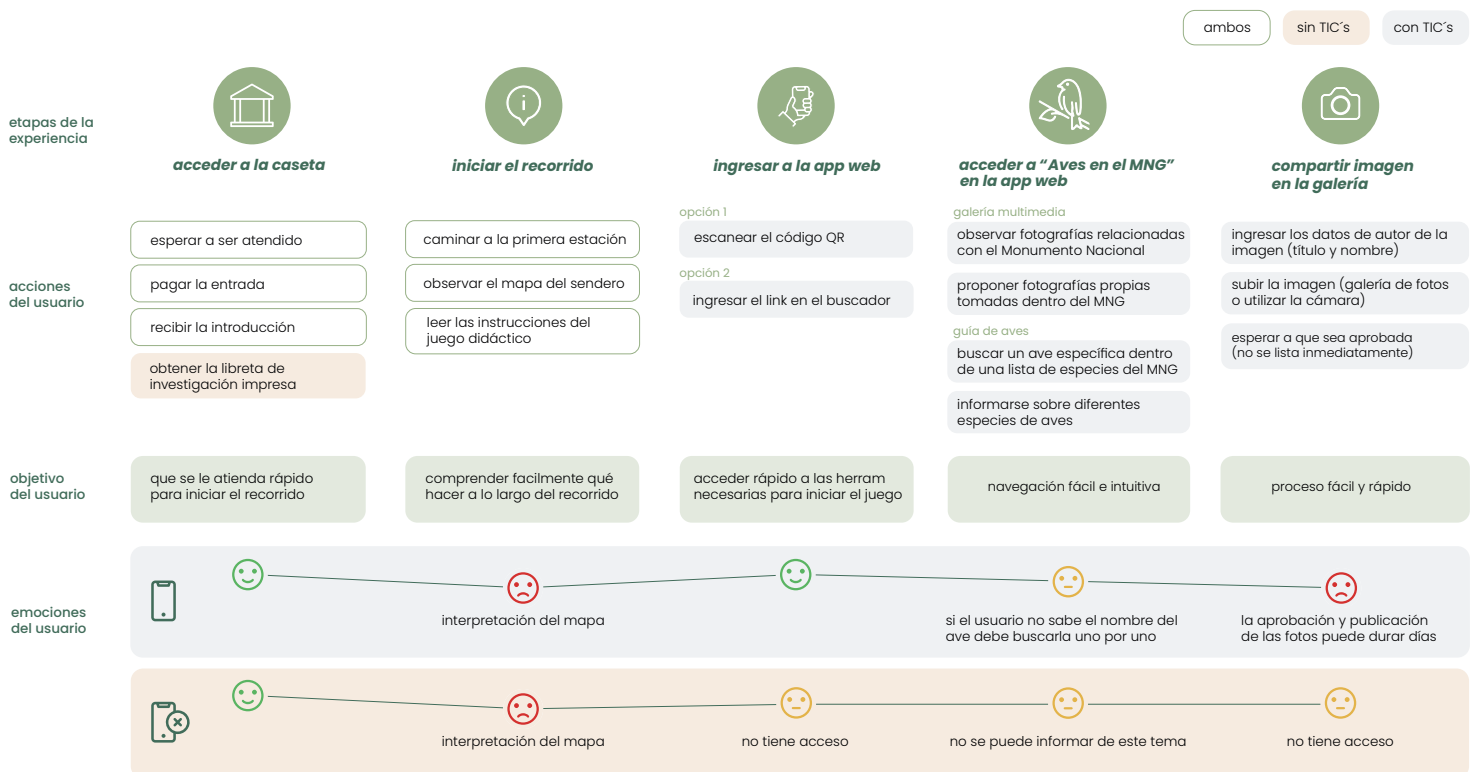 ambos
sin TIC´s
con TIC´s
etapas de la
experiencia
acceder a la caseta
iniciar el recorrido
ingresar a la app web
acceder a “Aves en el MNG”
en la app web
compartir imagen
en la galería
acciones
del usuario
esperar a ser atendido
pagar la entrada
recibir la introducción
obtener la libreta de
investigación impresa
caminar a la primera estación
observar el mapa del sendero
leer las instrucciones del
juego didáctico
opción 1
escanear el código QR
opción 2
ingresar el link en el buscador
galería multimedia
observar fotografías relacionadas
con el Monumento Nacional
proponer fotografías propias
tomadas dentro del MNG
guía de aves
buscar un ave específica dentro
de una lista de especies del MNG
informarse sobre diferentes
especies de aves
ingresar los datos de autor de la
imagen (título y nombre)
subir la imagen (galería de fotos
o utilizar la cámara)
esperar a que sea aprobada
(no se lista inmediatamente)
objetivo
del usuario
que se le atienda rápido
para iniciar el recorrido
comprender facilmente qué
hacer a lo largo del recorrido
acceder rápido a las herram
necesarias para iniciar el juego
navegación fácil e intuitiva
proceso fácil y rápido
emociones
del usuario
interpretación del mapa
si el usuario no sabe el nombre del
ave debe buscarla uno por uno
la aprobación y publicación
de las fotos puede durar días
interpretación del mapa
no tiene acceso
no se puede informar de este tema
no tiene acceso